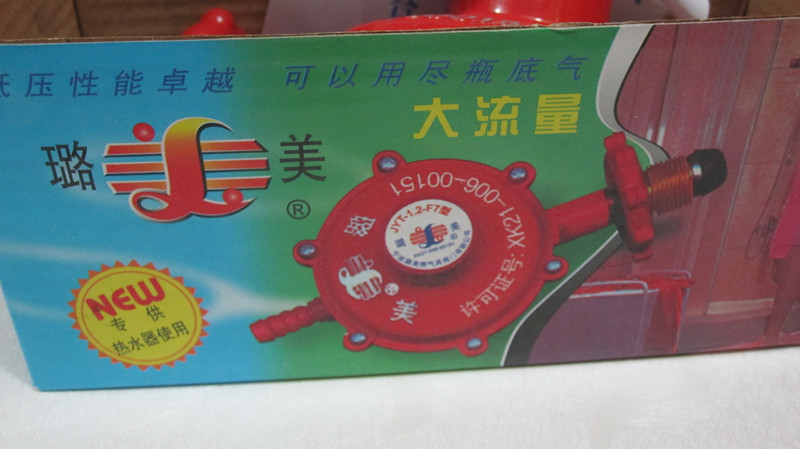 低压性能卓越 可以用尽瓶底气
大流量
璐美
®
NEW
专供
热水器使用
许可证号: XK21-006-00151
璐美
®
JYT-1.2-F7型
璐美